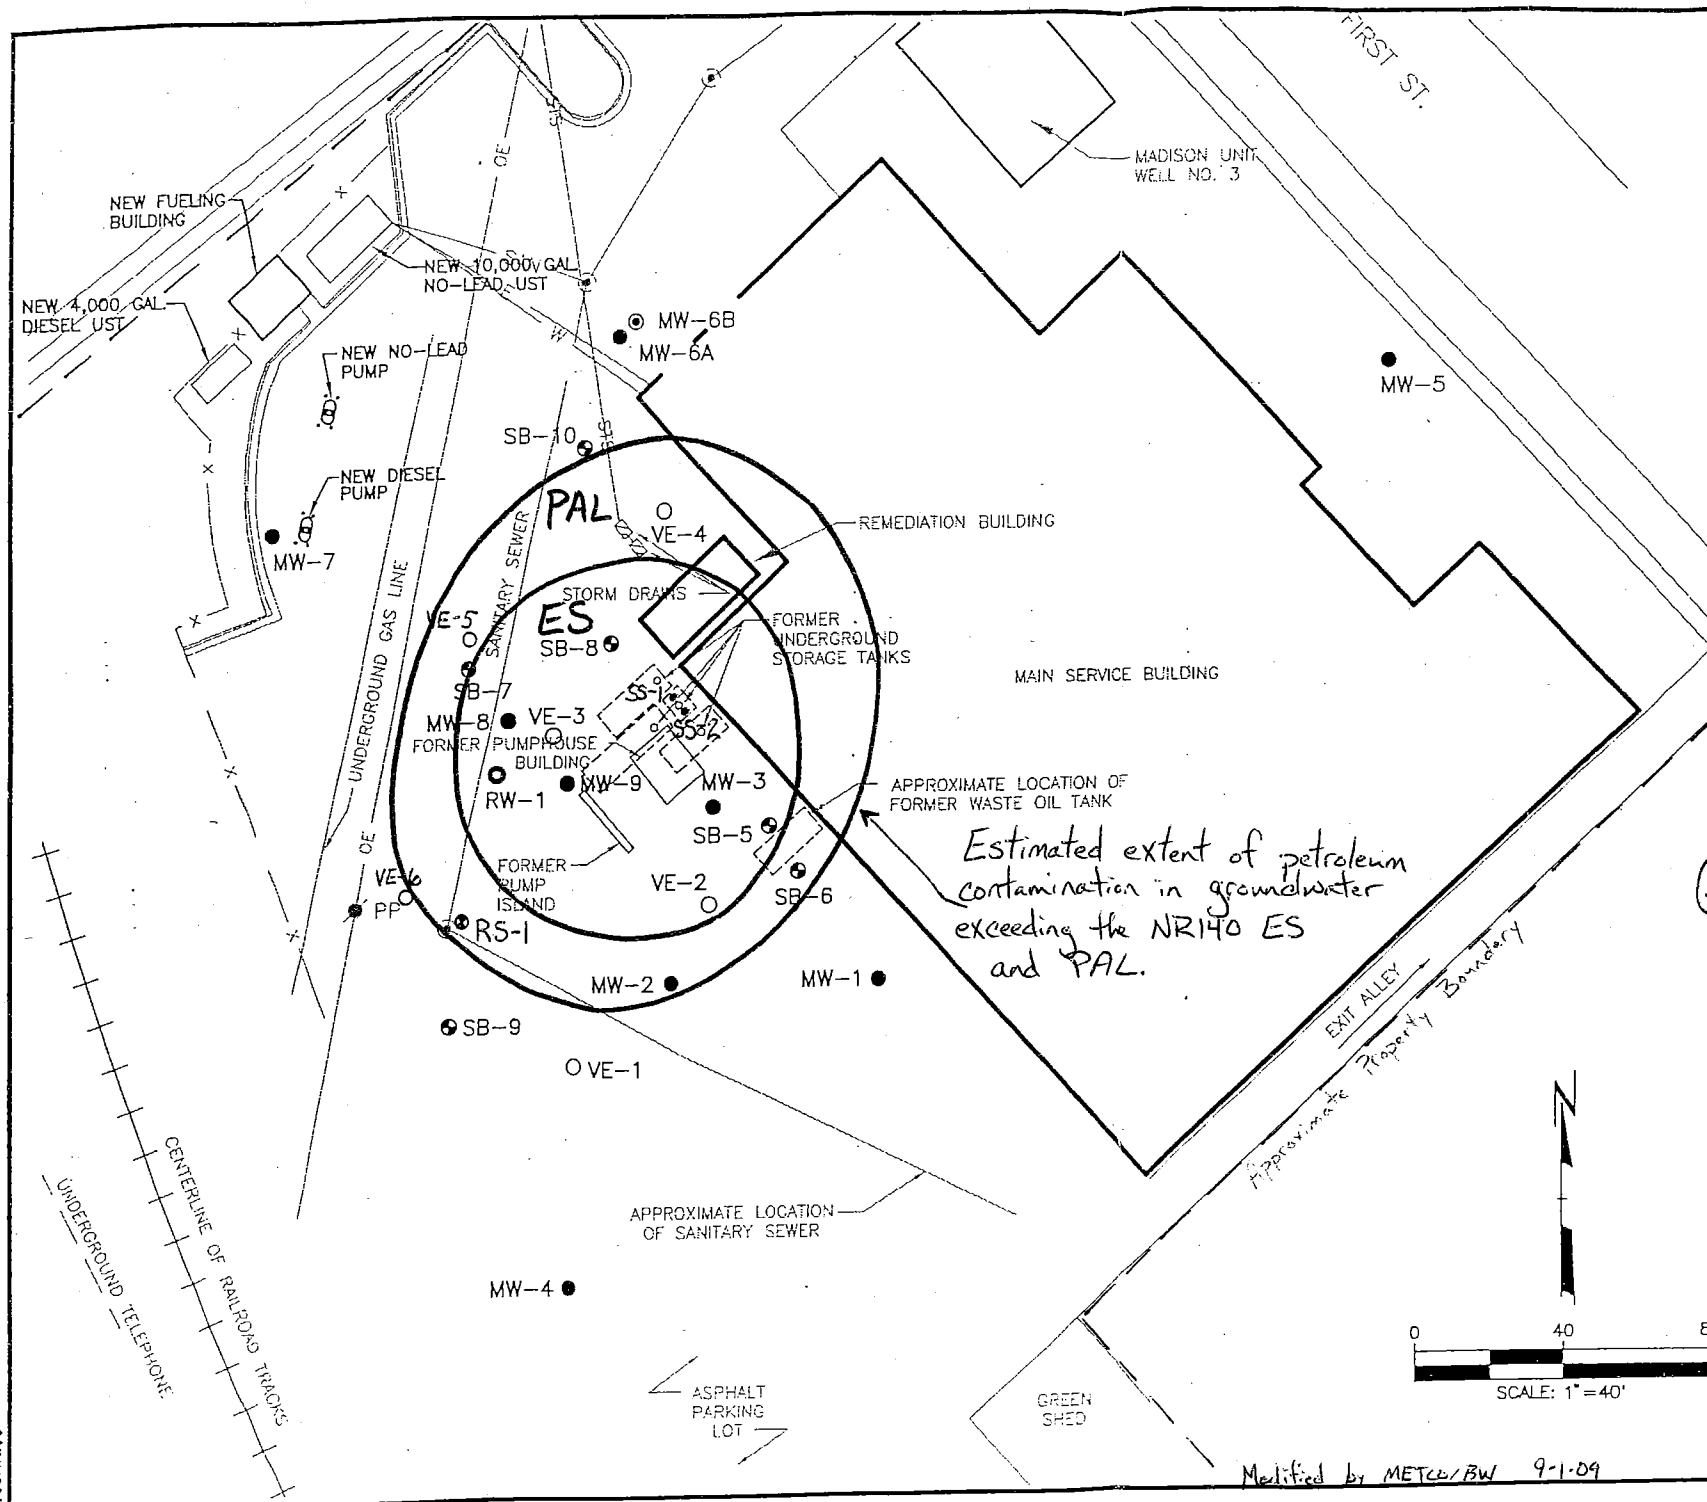 FIRST ST.
MADISON UNIT
WELL NO. 3
NEW FUELING
BUILDING
NEW 10,000 GAL
NO-LEAD UST
NEW 4,000 GAL.
DIESEL UST
NEW NO-LEAD
PUMP
NEW DIESEL
PUMP
OE
STS
W
MW-6B
MW-6A
MW-5
SB-10
STS
PAL
VE-4
REMEDIATION BUILDING
MW-7
SANITARY SEWER
UNDERGROUND GAS LINE
STORM DRAINS
ES
VE-5
SB-8
FORMER
UNDERGROUND
STORAGE TANKS
SB-7
SS-1
SS-2
MAIN SERVICE BUILDING
MW-8
VE-3
FORMER PUMPHOUSE
BUILDING
RW-1
MW-9
MW-3
APPROXIMATE LOCATION OF
FORMER WASTE OIL TANK
SB-5
OE
FORMER
PUMP
ISLAND
VE-6
PP
VE-2
SB-6
RS-1
Estimated extent of petroleum
contamination in groundwater
exceeding the NR140 ES
and PAL.
MW-2
MW-1
SB-9
VE-1
EXIT ALLEY
Approximate Property Boundary
CENTERLINE OF RAILROAD TRACKS
UNDERGROUND TELEPHONE
APPROXIMATE LOCATION
OF SANITARY SEWER
MW-4
N
ASPHALT
PARKING
LOT
GREEN
SHED
0 40
SCALE: 1"=40'
Modified by METCO/BW 9-1-09